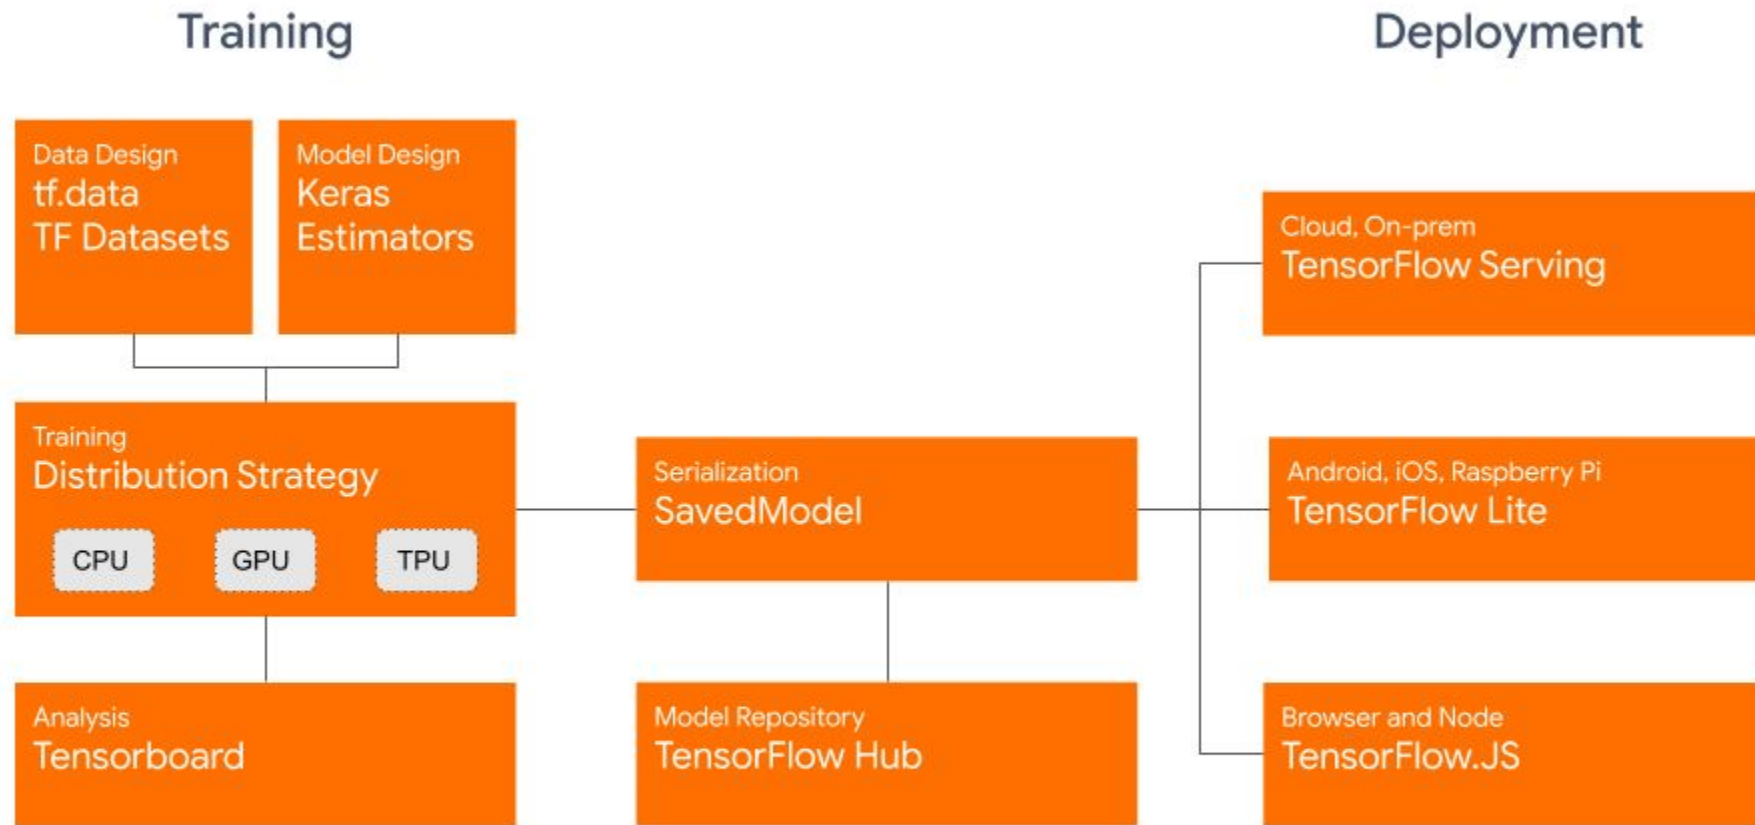 Training
Deployment
Data Design
tf.data
TF Datasets
Model Design
Keras
Estimators
Training
Distribution Strategy
CPU
GPU
TPU
Analysis
Tensorboard
Serialization
SavedModel
Model Repository
TensorFlow Hub
Cloud, On-prem
TensorFlow Serving
Android, iOS, Raspberry Pi
TensorFlow Lite
Browser and Node
TensorFlow.JS